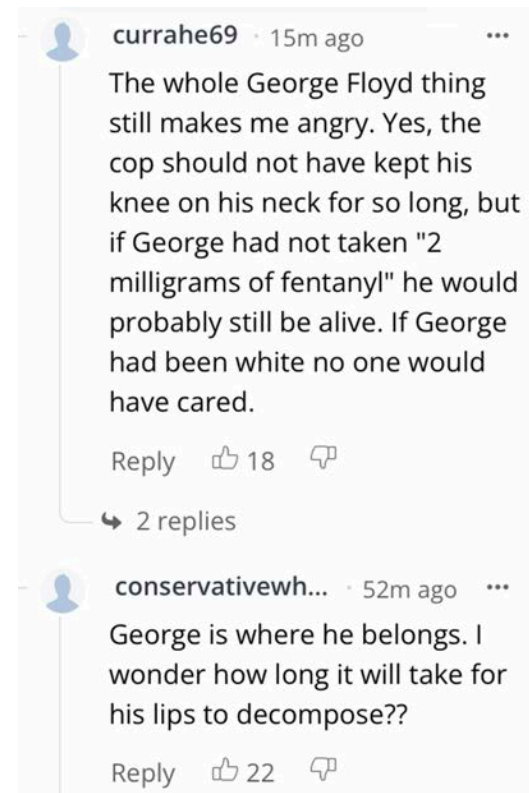 currahe69 · 15m ago ...
The whole George Floyd thing
still makes me angry. Yes, the
cop should not have kept his
knee on his neck for so long, but
if George had not taken "2
milligrams of fentanyl" he would
probably still be alive. If George
had been white no one would
have cared.
Reply 18
2 replies
conservativewh... · 52m ago ...
George is where he belongs. I
wonder how long it will take for
his lips to decompose??
Reply 22